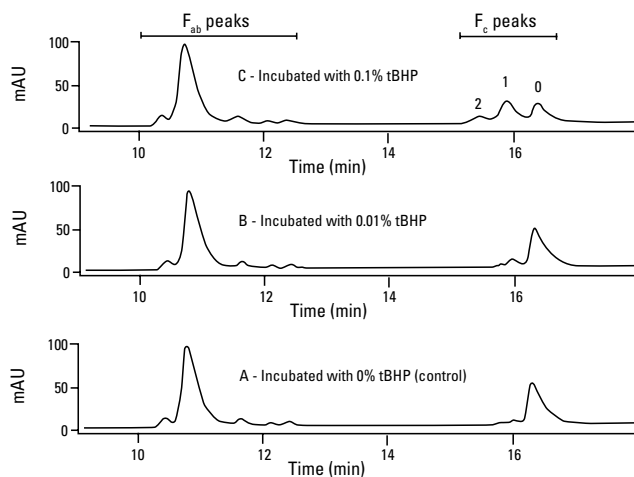 Fab peaks
Fc peaks
100
50
0
mAU
C - Incubated with 0.1% tBHP
2
1
0
10
12
14
16
Time (min)
100
50
0
mAU
B - Incubated with 0.01% tBHP
10
12
14
16
Time (min)
100
50
0
mAU
A - Incubated with 0% tBHP (control)
10
12
14
16
Time (min)